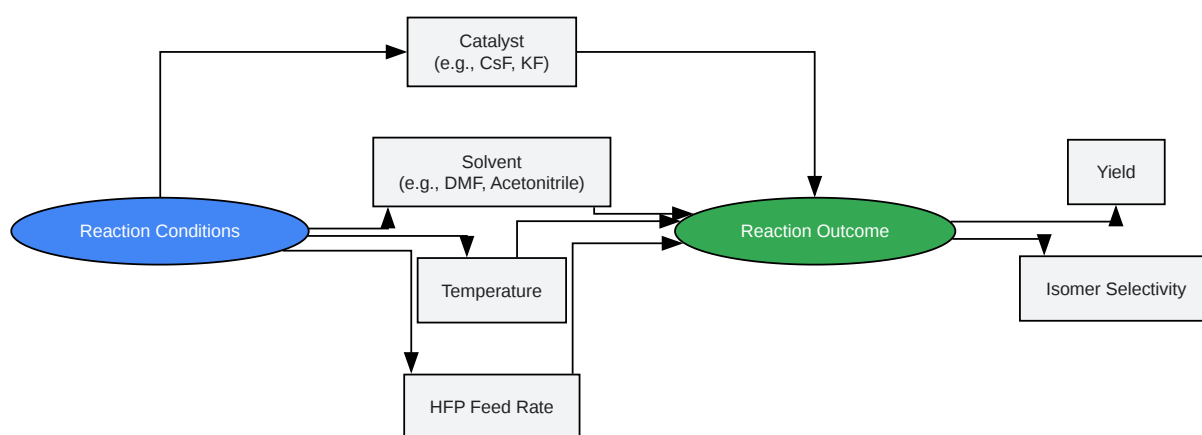 Catalyst
(e.g., CsF, KF)
Solvent
(e.g., DMF, Acetonitrile)
Yield
Reaction Conditions
Reaction Outcome
Temperature
Isomer Selectivity
HFP Feed Rate